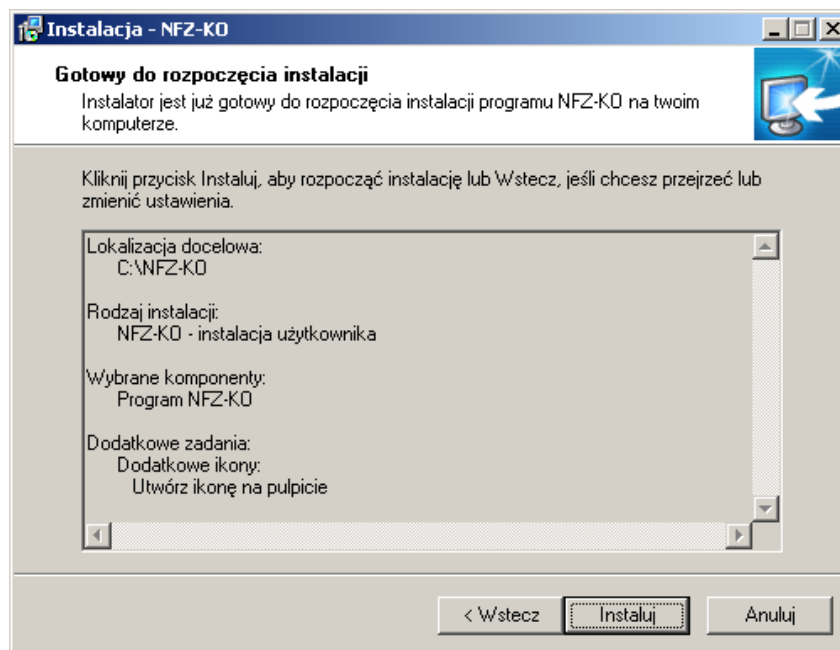 Instalacja - NFZ-KO
Gotowy do rozpoczęcia instalacji
Instalator jest już gotowy do rozpoczęcia instalacji programu NFZ-KO na twoim
komputerze.
Kliknij przycisk Instaluj, aby rozpocząć instalację lub Wstecz, jeśli chcesz przejrzeć lub
zmienić ustawienia.
Lokalizacja docelowa:
C:\NFZ-KO
Rodzaj instalacji:
NFZ-KO - instalacja użytkownika
Wybrane komponenty:
Program NFZ-KO
Dodatkowe zadania:
Dodatkowe ikony:
Utwórz ikonę na pulpicie
< Wstecz
Instaluj
Anuluj